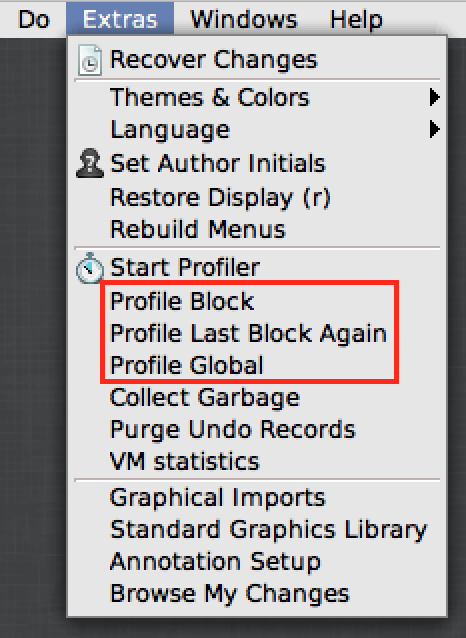 Do Extras Windows Help
Recover Changes
Themes & Colors
Language
Set Author Initials
Restore Display (r)
Rebuild Menus
Start Profiler
Profile Block
Profile Last Block Again
Profile Global
Collect Garbage
Purge Undo Records
VM statistics
Graphical Imports
Standard Graphics Library
Annotation Setup
Browse My Changes